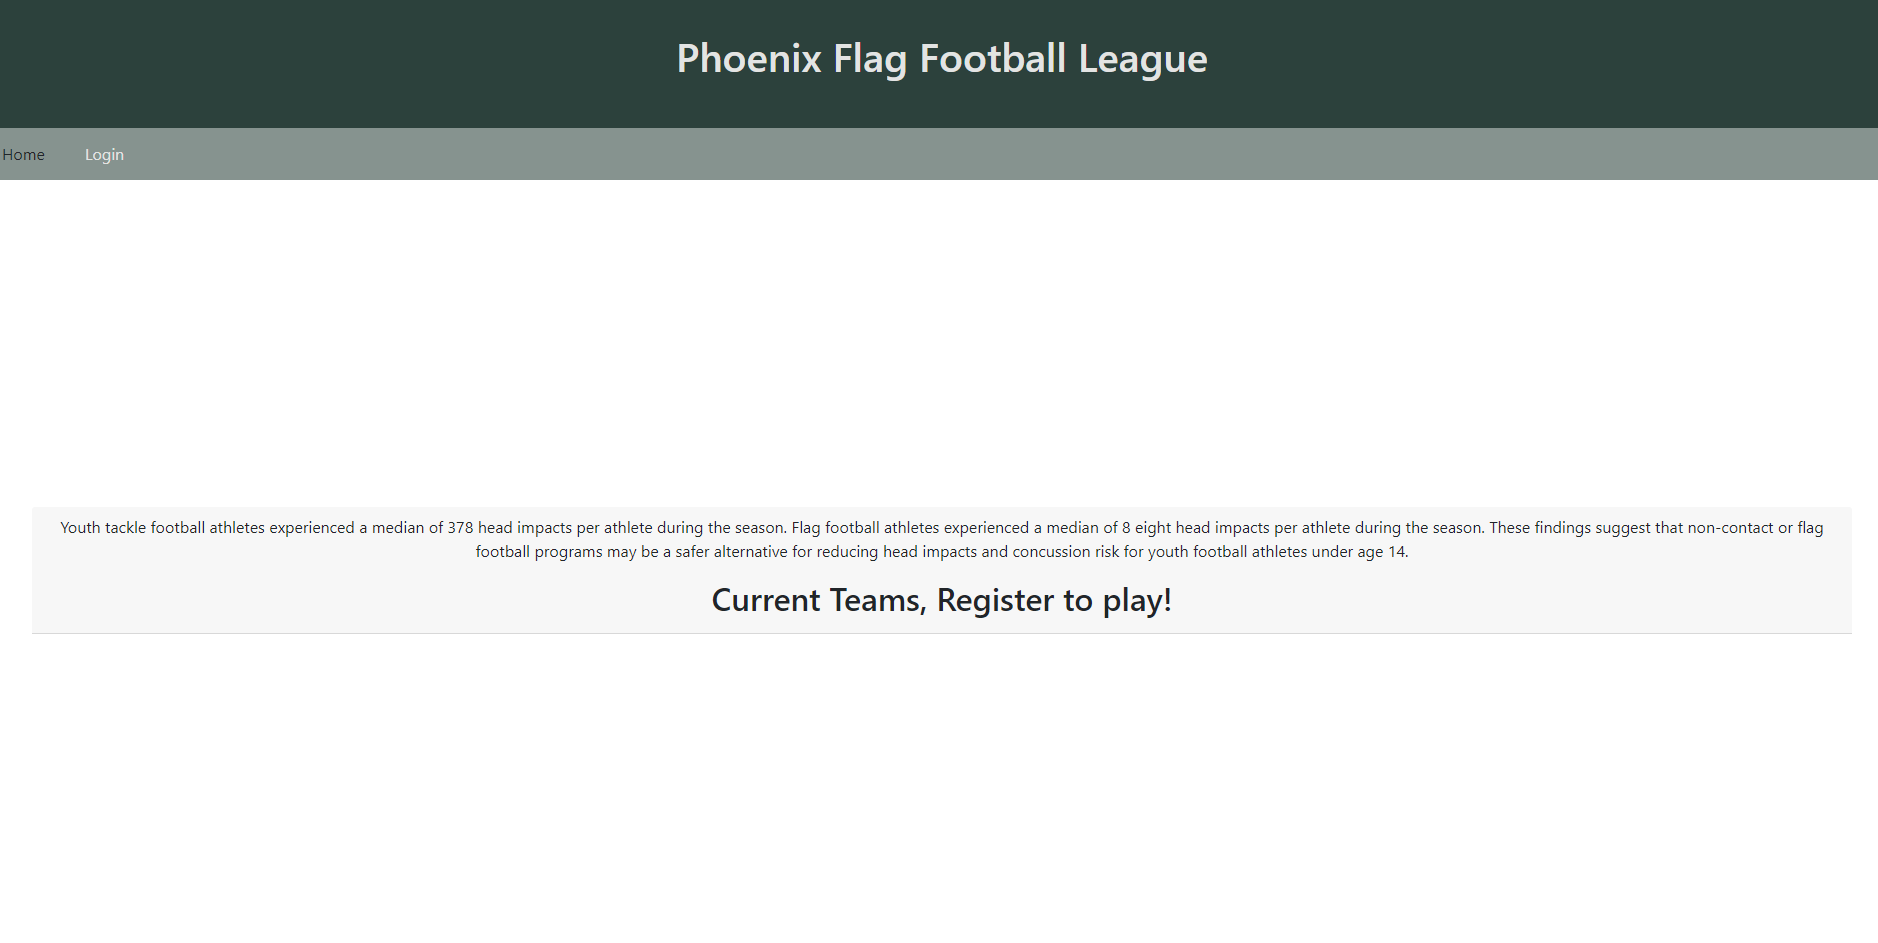 Phoenix Flag Football League
Home
Login
Youth tackle football athletes experienced a median of 378 head impacts per athlete during the season. Flag football athletes experienced a median of 8 eight head impacts per athlete during the season. These findings suggest that non-contact or flag
football programs may be a safer alternative for reducing head impacts and concussion risk for youth football athletes under age 14.
Current Teams, Register to play!